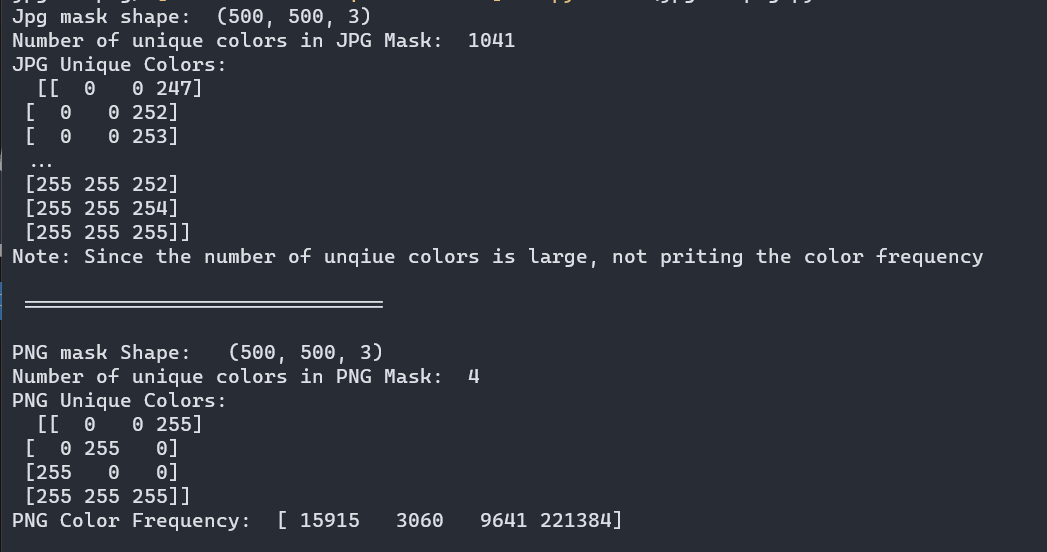 Jpg mask shape:  (500, 500, 3)
Number of unique colors in JPG Mask:  1041
JPG Unique Colors:
  [[  0   0 247]
 [  0   0 252]
 [  0   0 253]
 ...
 [255 255 252]
 [255 255 254]
 [255 255 255]]
Note: Since the number of unqiue colors is large, not priting the color frequency
 ==============================
PNG mask Shape:   (500, 500, 3)
Number of unique colors in PNG Mask:  4
PNG Unique Colors:
  [[  0   0 255]
 [  0 255   0]
 [255   0   0]
 [255 255 255]]
PNG Color Frequency:  [ 15915   3060   9641 221384]